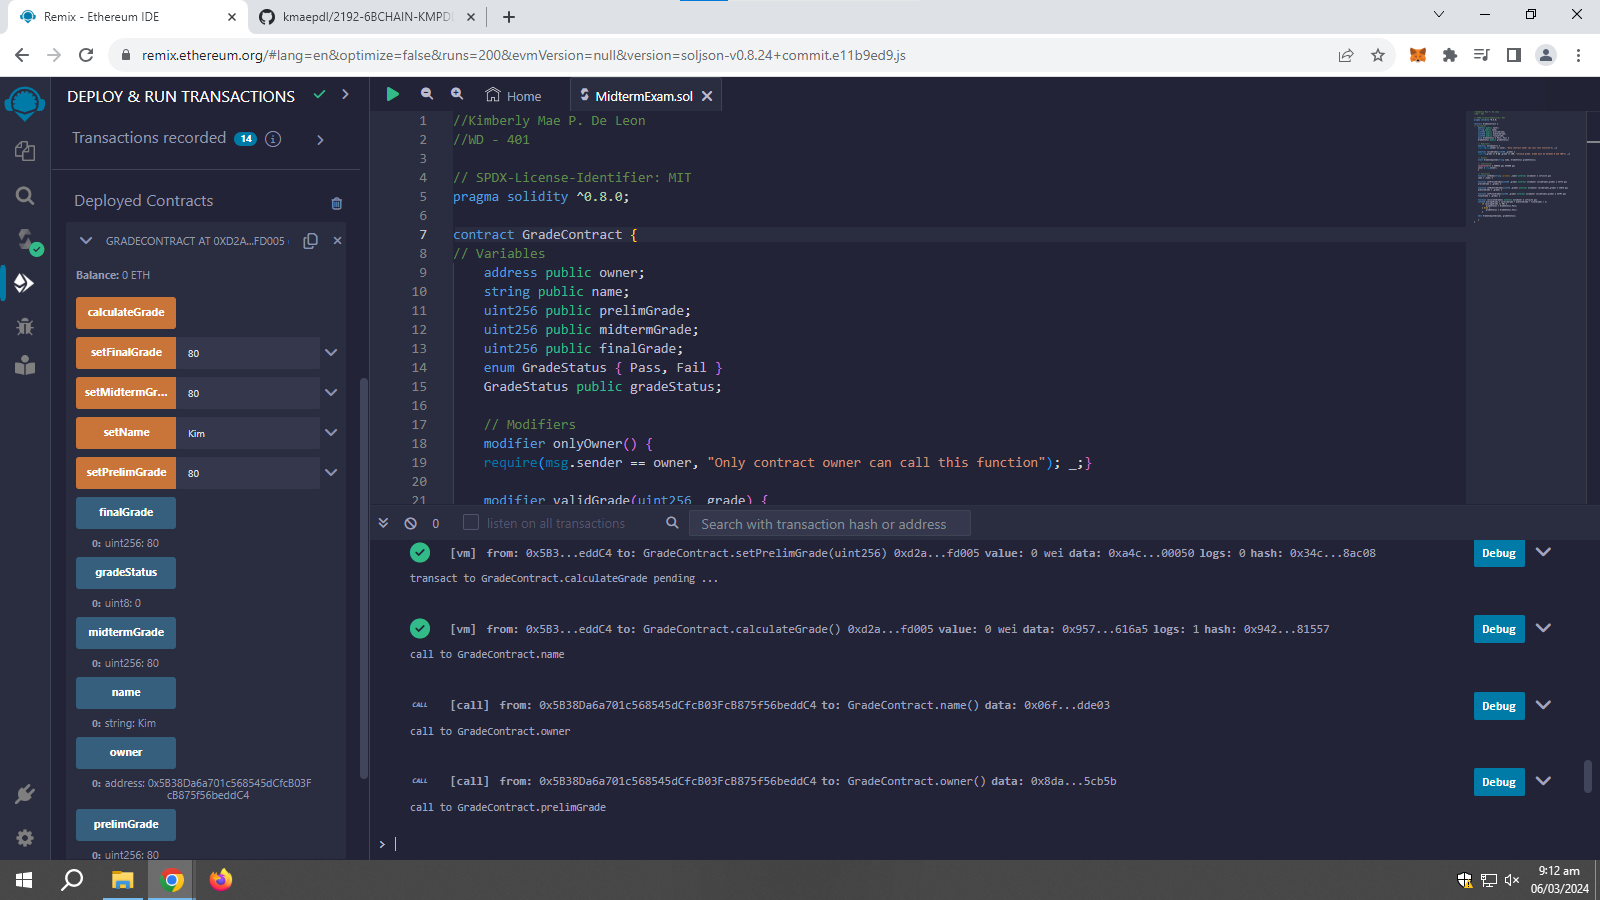 Remix - Ethereum IDE
kmaepdl/2192-6BCHAIN-KMPD
remix.ethereum.org/#lang=en&optimize=false&runs=200&evmVersion=null&version=soljson-v0.8.24+commit.e11b9ed9.js
DEPLOY & RUN TRANSACTIONS
Transactions recorded 14
Deployed Contracts
GRADECONTRACT AT 0XD2A...FD005 (
Balance: 0 ETH
calculateGrade
setFinalGrade 80
setMidtermGr... 80
setName Kim
setPrelimGrade 80
finalGrade
0: uint256: 80
gradeStatus
0: uint8: 0
midtermGrade
0: uint256: 80
name
0: string: Kim
owner
0: address: 0x5B38Da6a701c568545dCfcB03F
cB875f56beddC4
prelimGrade
0: uint256: 80
Home
MidtermExam.sol
1 //Kimberly Mae P. De Leon
2 //WD - 401
3
4 // SPDX-License-Identifier: MIT
5 pragma solidity ^0.8.0;
6
7 contract GradeContract {
8 // Variables
9 address public owner;
10 string public name;
11 uint256 public prelimGrade;
12 uint256 public midtermGrade;
13 uint256 public finalGrade;
14 enum GradeStatus { Pass, Fail }
15 GradeStatus public gradeStatus;
16
17 // Modifiers
18 modifier onlyOwner() {
19 require(msg.sender == owner, "Only contract owner can call this function"); _;}
20
21 modifier validGrade(uint256 _grade) {
0 listen on all transactions Search with transaction hash or address
[vm] from: 0x5B3...eddC4 to: GradeContract.setPrelimGrade(uint256) 0xd2a...fd005 value: 0 wei data: 0xa4c...00050 logs: 0 hash: 0x34c...8ac08 Debug
transact to GradeContract.calculateGrade pending ...
[vm] from: 0x5B3...eddC4 to: GradeContract.calculateGrade() 0xd2a...fd005 value: 0 wei data: 0x957...616a5 logs: 1 hash: 0x942...81557 Debug
call to GradeContract.name
CALL [call] from: 0x5B38Da6a701c568545dCfcB03FcB875f56beddC4 to: GradeContract.name() data: 0x06f...dde03 Debug
call to GradeContract.owner
CALL [call] from: 0x5B38Da6a701c568545dCfcB03FcB875f56beddC4 to: GradeContract.owner() data: 0x8da...5cb5b Debug
call to GradeContract.prelimGrade
>
9:12 am
06/03/2024